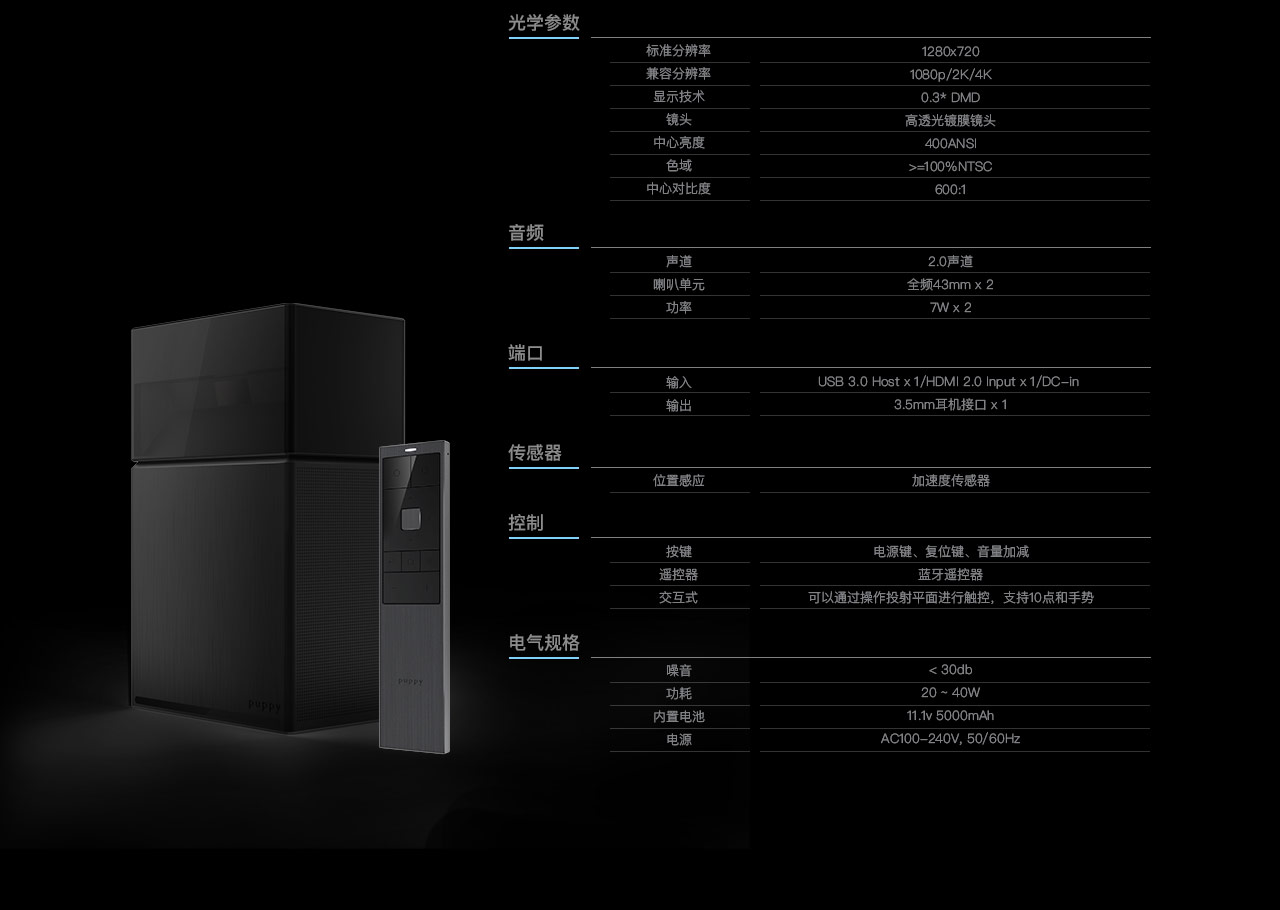 光学参数
标准分辨率 1280x720
兼容分辨率 1080p/2K/4K
显示技术 0.3* DMD
镜头 高透光镀膜镜头
中心亮度 400ANSI
色域 >=100%NTSC
中心对比度 600:1
音频
声道 2.0声道
喇叭单元 全频43mm x 2
功率 7W x 2
端口
输入 USB 3.0 Host x 1/HDMI 2.0 Input x 1/DC-in
输出 3.5mm耳机接口 x 1
传感器
位置感应 加速度传感器
控制
按键 电源键、复位键、音量加减
遥控器 蓝牙遥控器
交互式 可以通过操作投射平面进行触控，支持10点和手势
电气规格
噪音 < 30db
功耗 20 ~ 40W
内置电池 11.1v 5000mAh
电源 AC100-240V, 50/60Hz
puppy
puppy